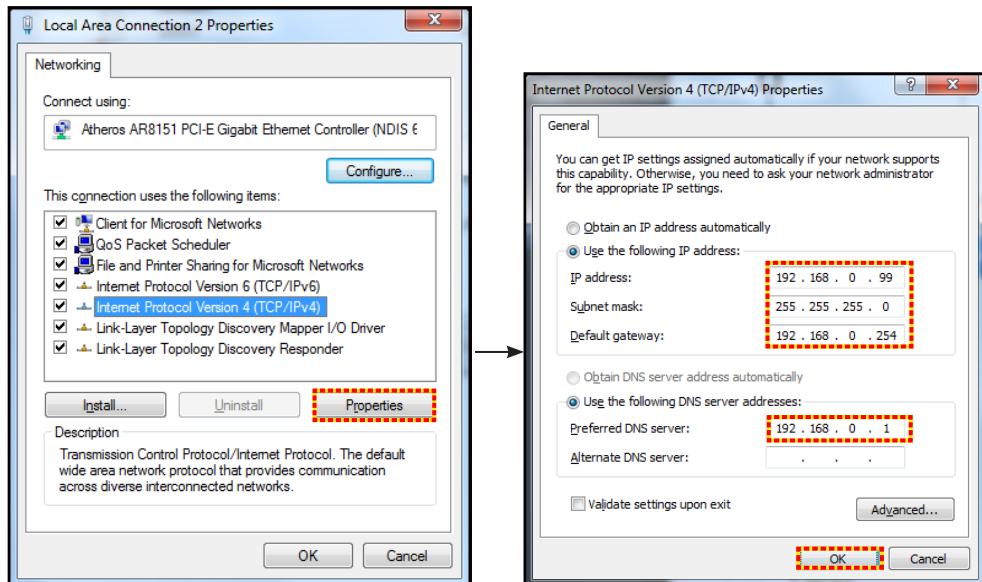 Local Area Connection 2 Properties
Networking
Connect using:
Atheros AR8151 PCI-E Gigabit Ethernet Controller (NDIS 6
Configure...
This connection uses the following items:
Client for Microsoft Networks
QoS Packet Scheduler
File and Printer Sharing for Microsoft Networks
Internet Protocol Version 6 (TCP/IPv6)
Internet Protocol Version 4 (TCP/IPv4)
Link-Layer Topology Discovery Mapper I/O Driver
Link-Layer Topology Discovery Responder
Install...
Uninstall
Properties
Description
Transmission Control Protocol/Internet Protocol. The default
wide area network protocol that provides communication
across diverse interconnected networks.
OK
Cancel
Internet Protocol Version 4 (TCP/IPv4) Properties
General
You can get IP settings assigned automatically if your network supports
this capability. Otherwise, you need to ask your network administrator
for the appropriate IP settings.
Obtain an IP address automatically
Use the following IP address:
IP address: 192 . 168 . 0 . 99
Subnet mask: 255 . 255 . 255 . 0
Default gateway: 192 . 168 . 0 . 254
Obtain DNS server address automatically
Use the following DNS server addresses:
Preferred DNS server: 192 . 168 . 0 . 1
Alternate DNS server: . . .
Validate settings upon exit
Advanced...
OK
Cancel